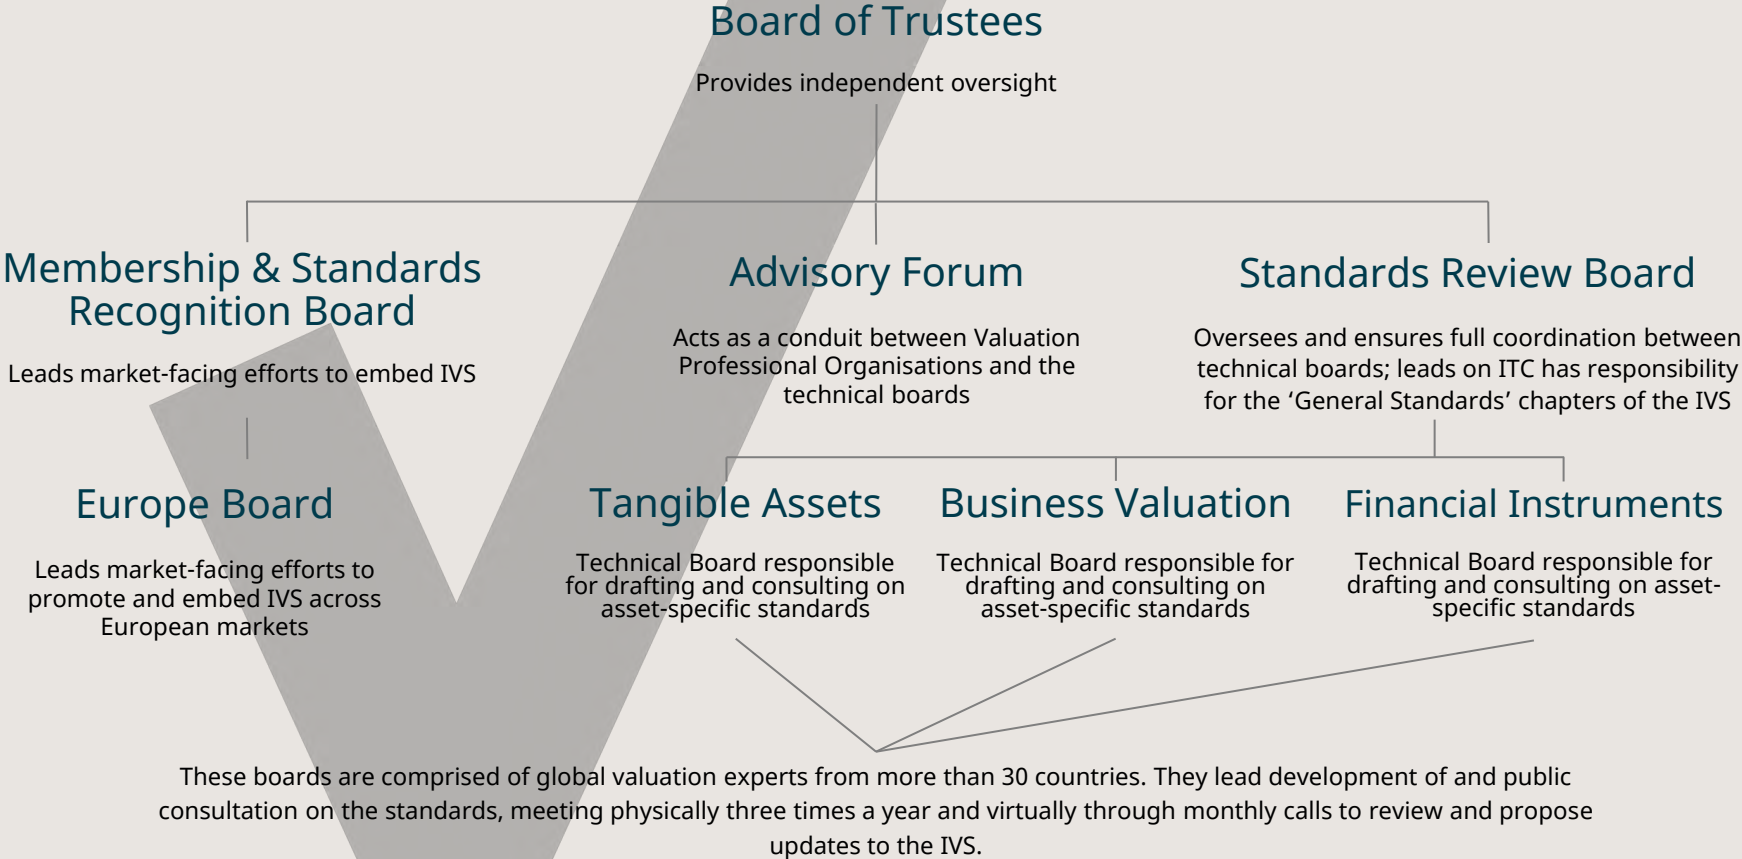 Board of Trustees
Provides independent oversight
Membership & Standards
Recognition Board
Leads market-facing efforts to embed IVS
Advisory Forum
Acts as a conduit between Valuation
Professional Organisations and the
technical boards
Standards Review Board
Oversees and ensures full coordination between
technical boards; leads on ITC has responsibility
for the ‘General Standards’ chapters of the IVS
Europe Board
Leads market-facing efforts to
promote and embed IVS across
European markets
Tangible Assets
Technical Board responsible
for drafting and consulting on
asset-specific standards
Business Valuation
Technical Board responsible for
drafting and consulting on
asset-specific standards
Financial Instruments
Technical Board responsible for
drafting and consulting on asset-
specific standards
These boards are comprised of global valuation experts from more than 30 countries. They lead development of and public
consultation on the standards, meeting physically three times a year and virtually through monthly calls to review and propose
updates to the IVS.